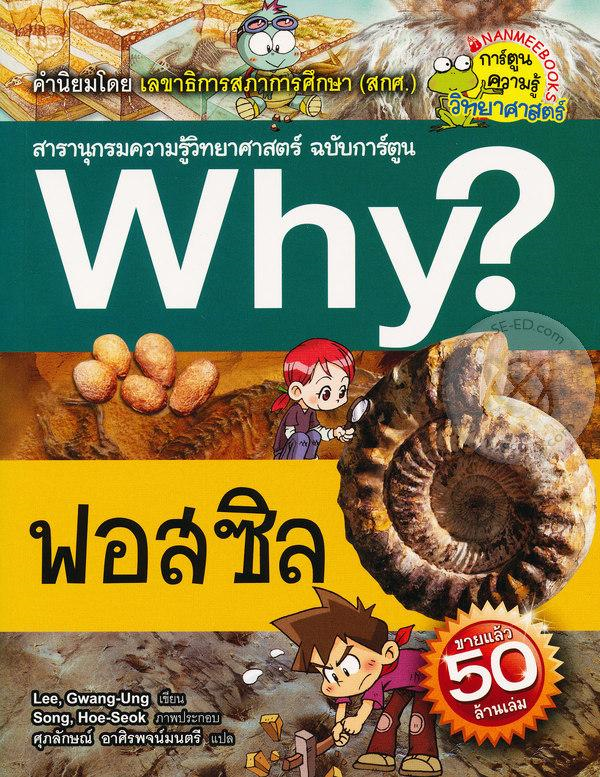 NANMEEBOOKS
การ์ตูน
ความรู้
วิทยาศาสตร์
คำนิยมโดย เลขาธิการสภาการศึกษา (สกศ.)
สารานุกรมความรู้วิทยาศาสตร์ ฉบับการ์ตูน
Why?
SE-ED.com
ฟอสซิล
ขายแล้ว
50
ล้านเล่ม
Lee, Gwang-Ung เขียน
Song, Hoe-Seok ภาพประกอบ
ศุภลักษณ์ อาศิรพจน์มนตรี แปล